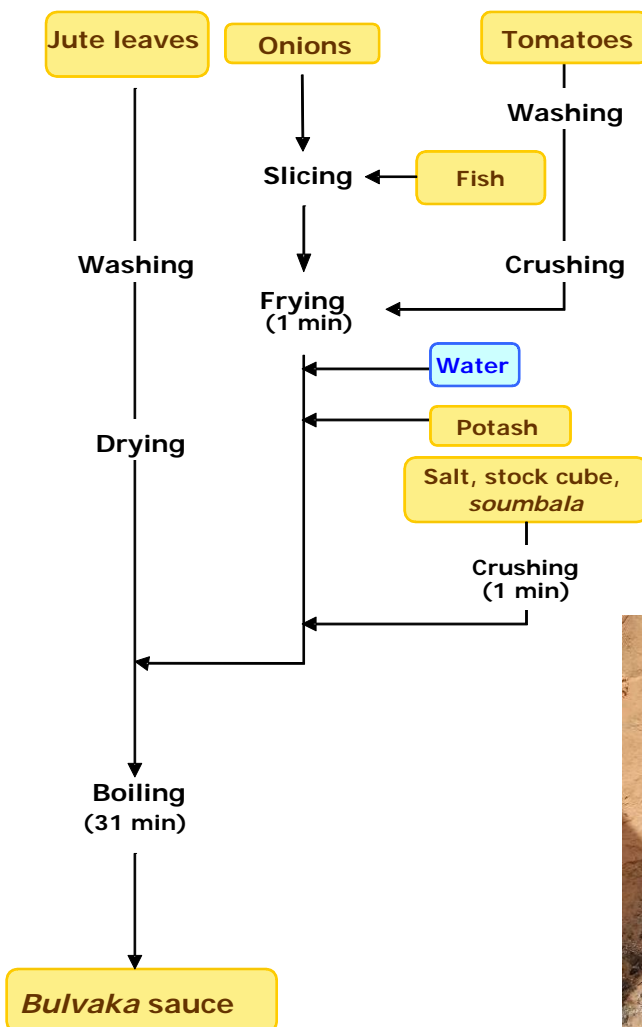 Jute leaves
Onions
Tomatoes
Washing
Slicing
Fish
Washing
Crushing
Frying
(1 min)
Water
Potash
Drying
Salt, stock cube,
soumbala
Crushing
(1 min)
Boiling
(31 min)
Bulvaka sauce